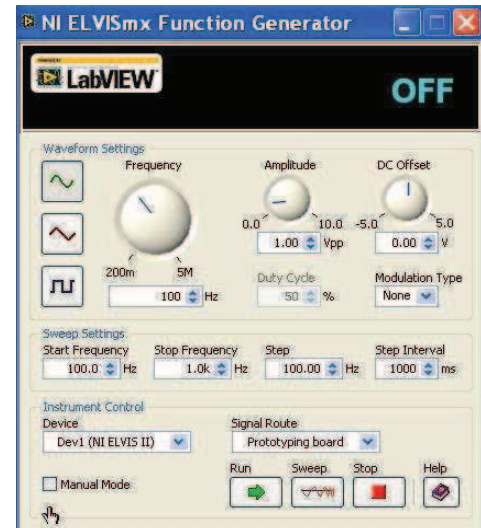 NI ELVISmx Function Generator
LabVIEW
OFF
Waveform Settings
Frequency
Amplitude
DC Offset
0.0 10.0 -5.0 5.0
1.00 Vpp 0.00 V
200m 5M
Duty Cycle
Modulation Type
100 Hz
50 %
None
Sweep Settings
Start Frequency Stop Frequency Step Step Interval
100.0 Hz 1.0k Hz 100.00 Hz 1000 ms
Instrument Control
Device
Signal Route
Dev1 (NI ELVIS II)
Prototyping board
Run Sweep Stop Help
Manual Mode